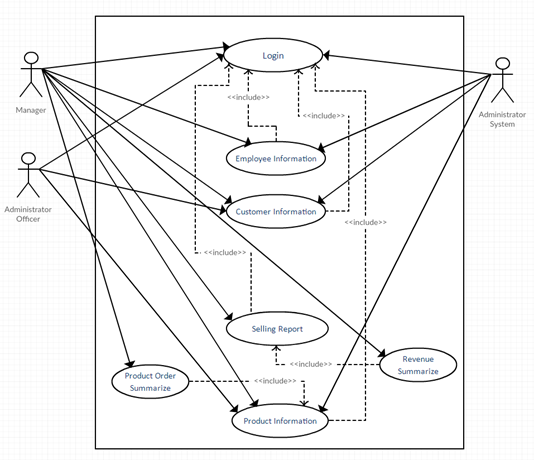 Login
<<include>>
Manager
Administrator
System
<<include>>
Employee Information
Administrator
Officer
Customer Information
<<include>>
<<include>>
Selling Report
<<include>>
Revenue
Summarize
Product Order
Summarize
<<include>>
Product Information